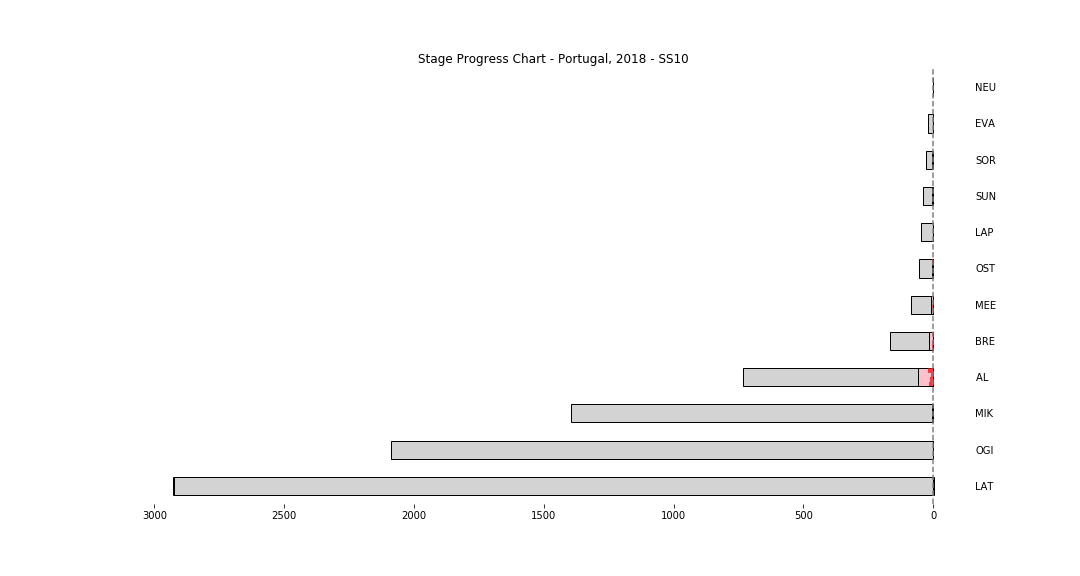 Stage Progress Chart - Portugal, 2018 - SS10
NEU
EVA
SOR
SUN
LAP
OST
MEE
BRE
AL
MIK
OGI
LAT
3000 2500 2000 1500 1000 500 0